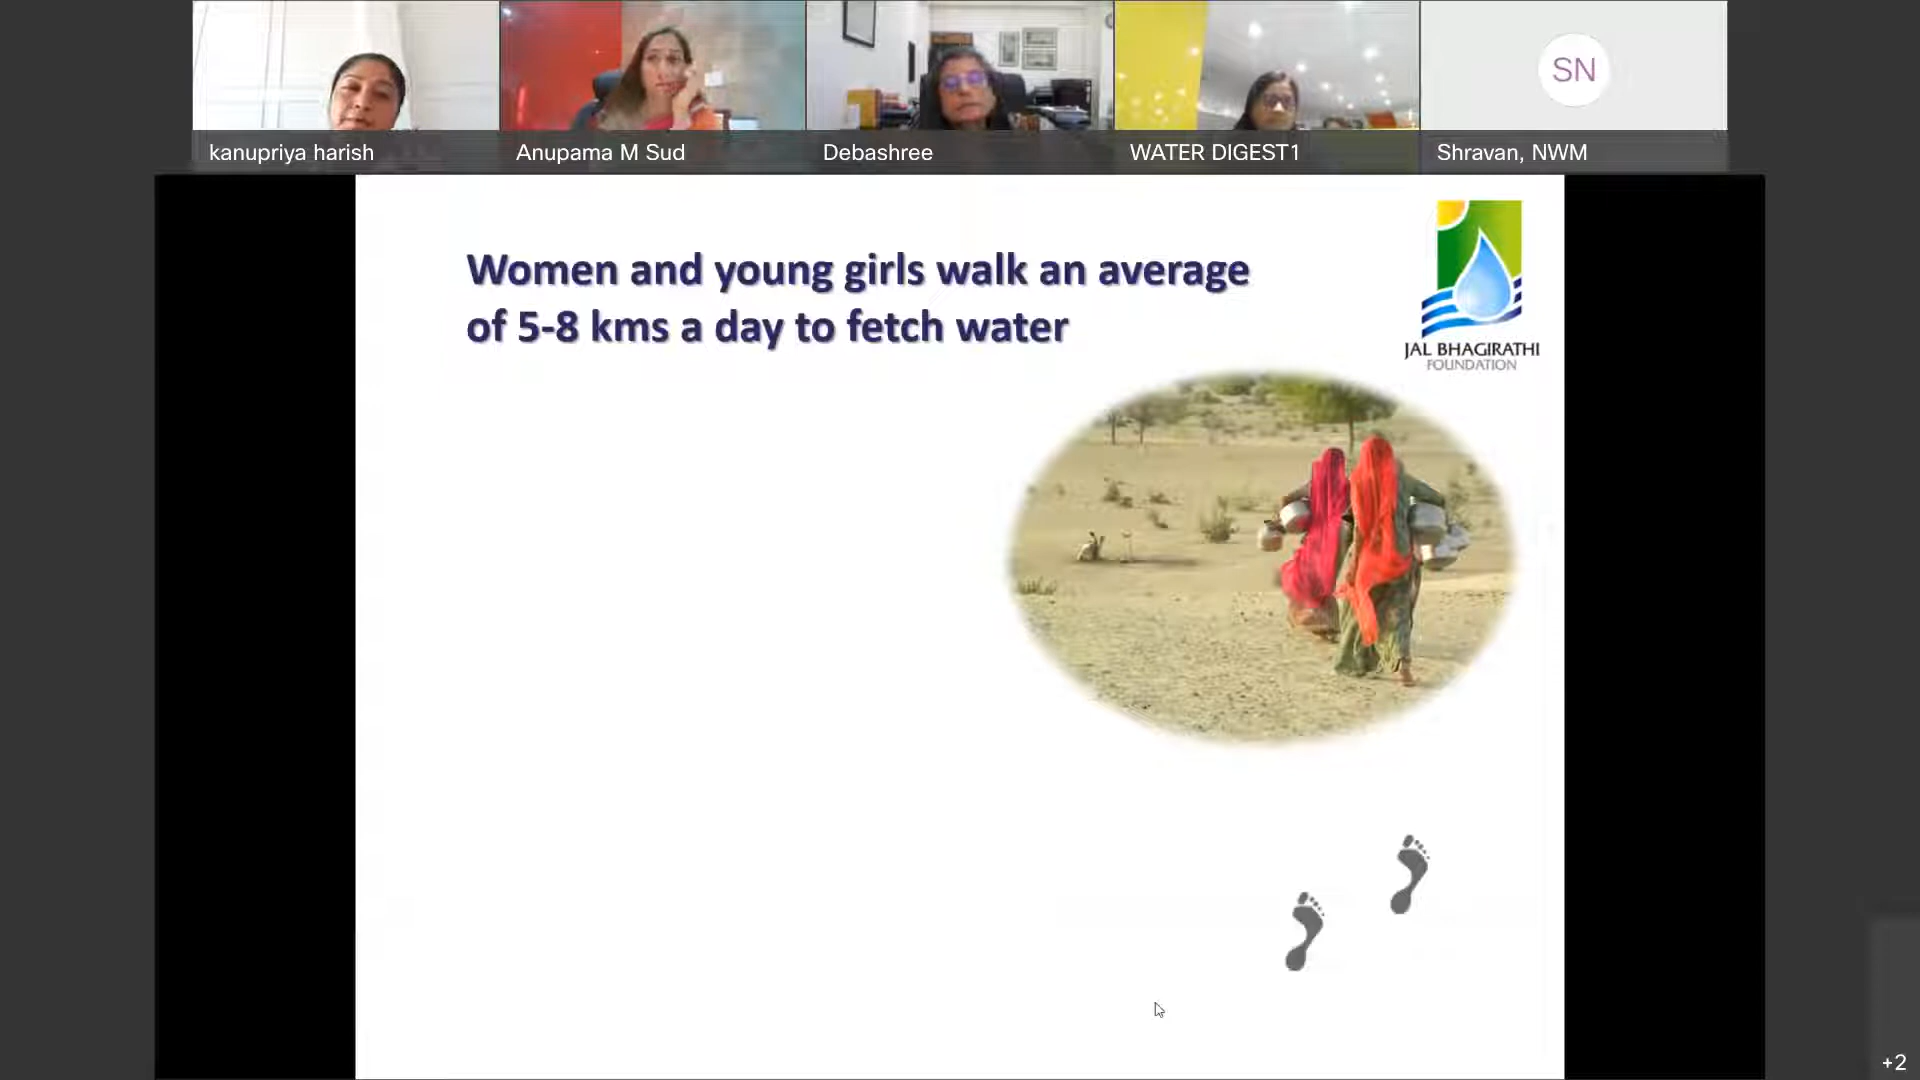 kanupriya harish
Anupama M Sud
Debashree
WATER DIGEST1
SN
Shravan, NWM
Women and young girls walk an average
of 5-8 kms a day to fetch water
JAL BHAGIRATHI
FOUNDATION
+2